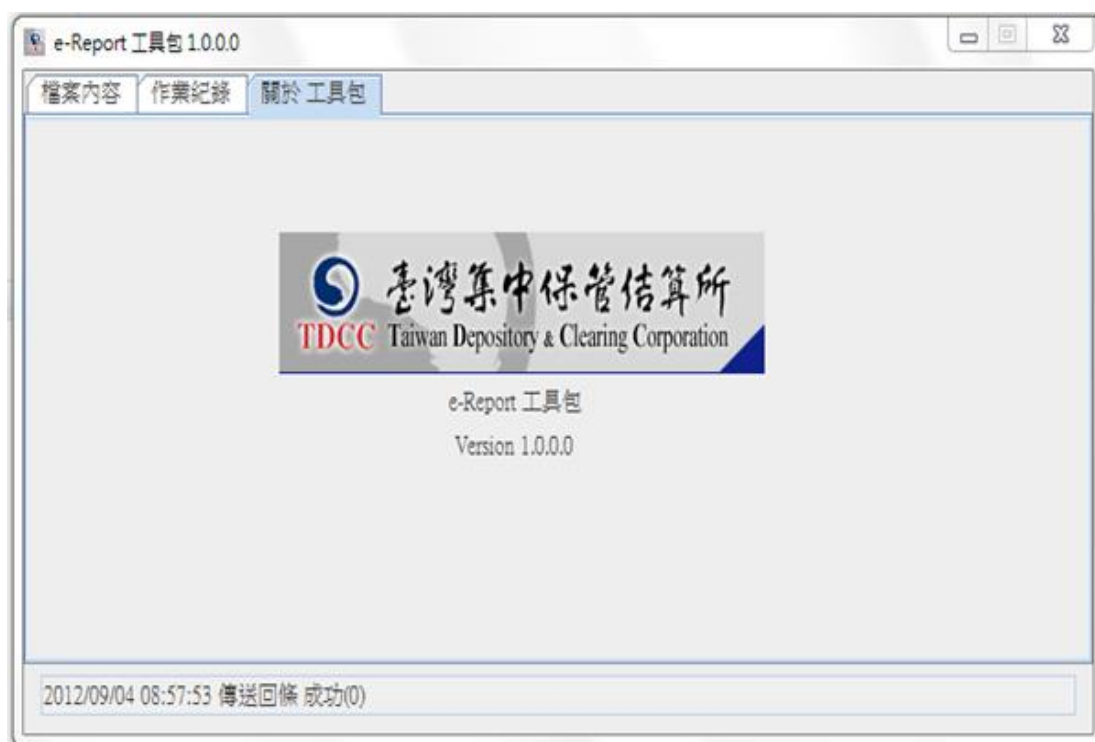 e-Report 工具包 1.0.0.0
檔案內容 作業紀錄 關於 工具包
臺灣集中保管結算所
TDCC Taiwan Depository & Clearing Corporation
e-Report 工具包
Version 1.0.0.0
2012/09/04 08:57:53 傳送回條 成功(0)